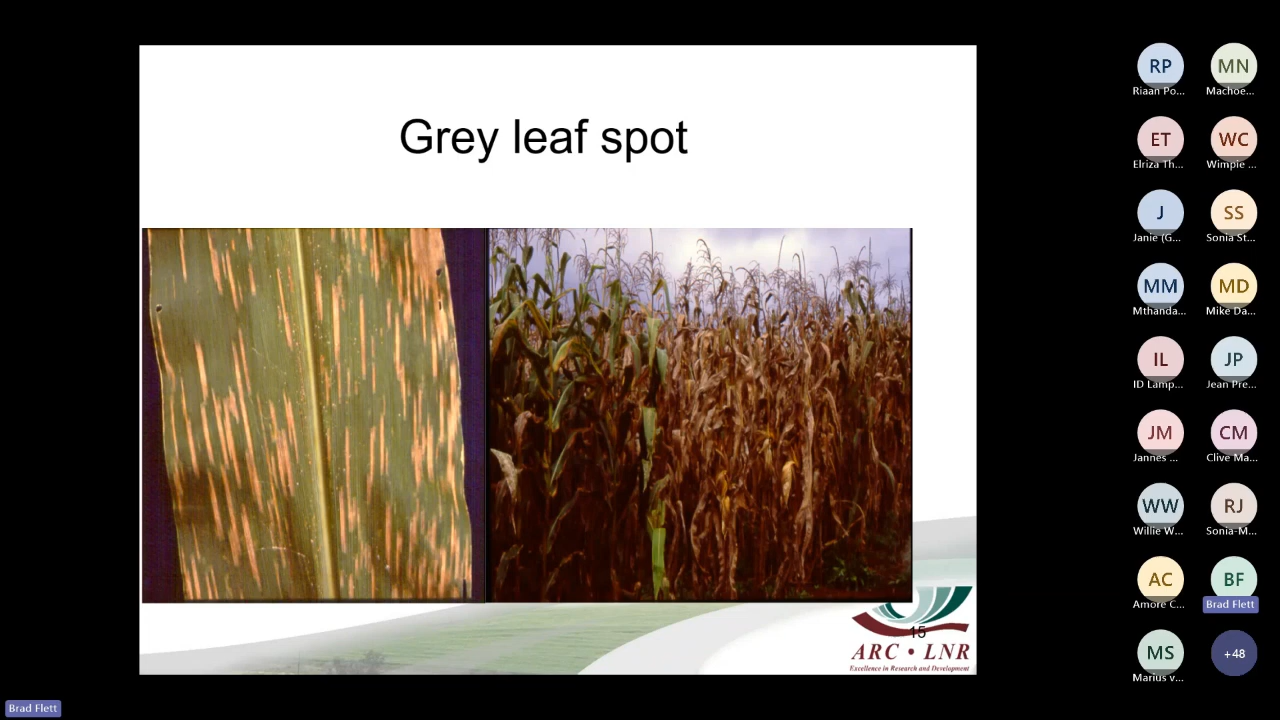 Grey leaf spot
15
ARC • LNR
Excellence in Research and Development
RP
Riaan Po...
MN
Machoe...
ET
Elriza Th...
WC
Wimpie ...
J
Janie (G...
SS
Sonia St...
MM
Mthanda...
MD
Mike Da...
IL
ID Lamp...
JP
Jean Pre...
JM
Jannes ...
CM
Clive Ma...
WW
Willie W...
RJ
Sonia-M...
AC
Amore C...
BF
Brad Flett
MS
Marius v...
+48
Brad Flett